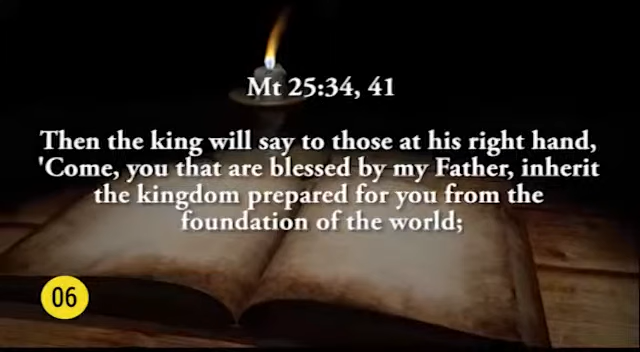 Mt 25:34, 41
Then the king will say to those at his right hand,
'Come, you that are blessed by my Father, inherit
the kingdom prepared for you from the
foundation of the world;
06